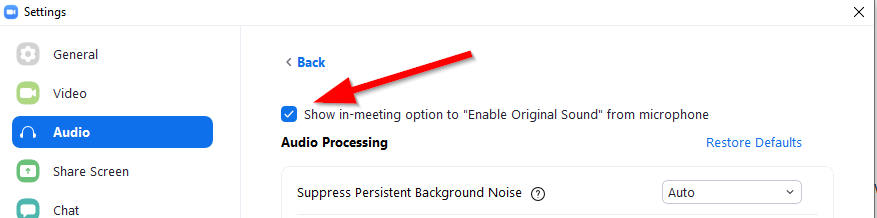 Settings
General
Video
Audio
Share Screen
Chat
Back
Show in-meeting option to "Enable Original Sound" from microphone
Audio Processing
Restore Defaults
Suppress Persistent Background Noise ?
Auto